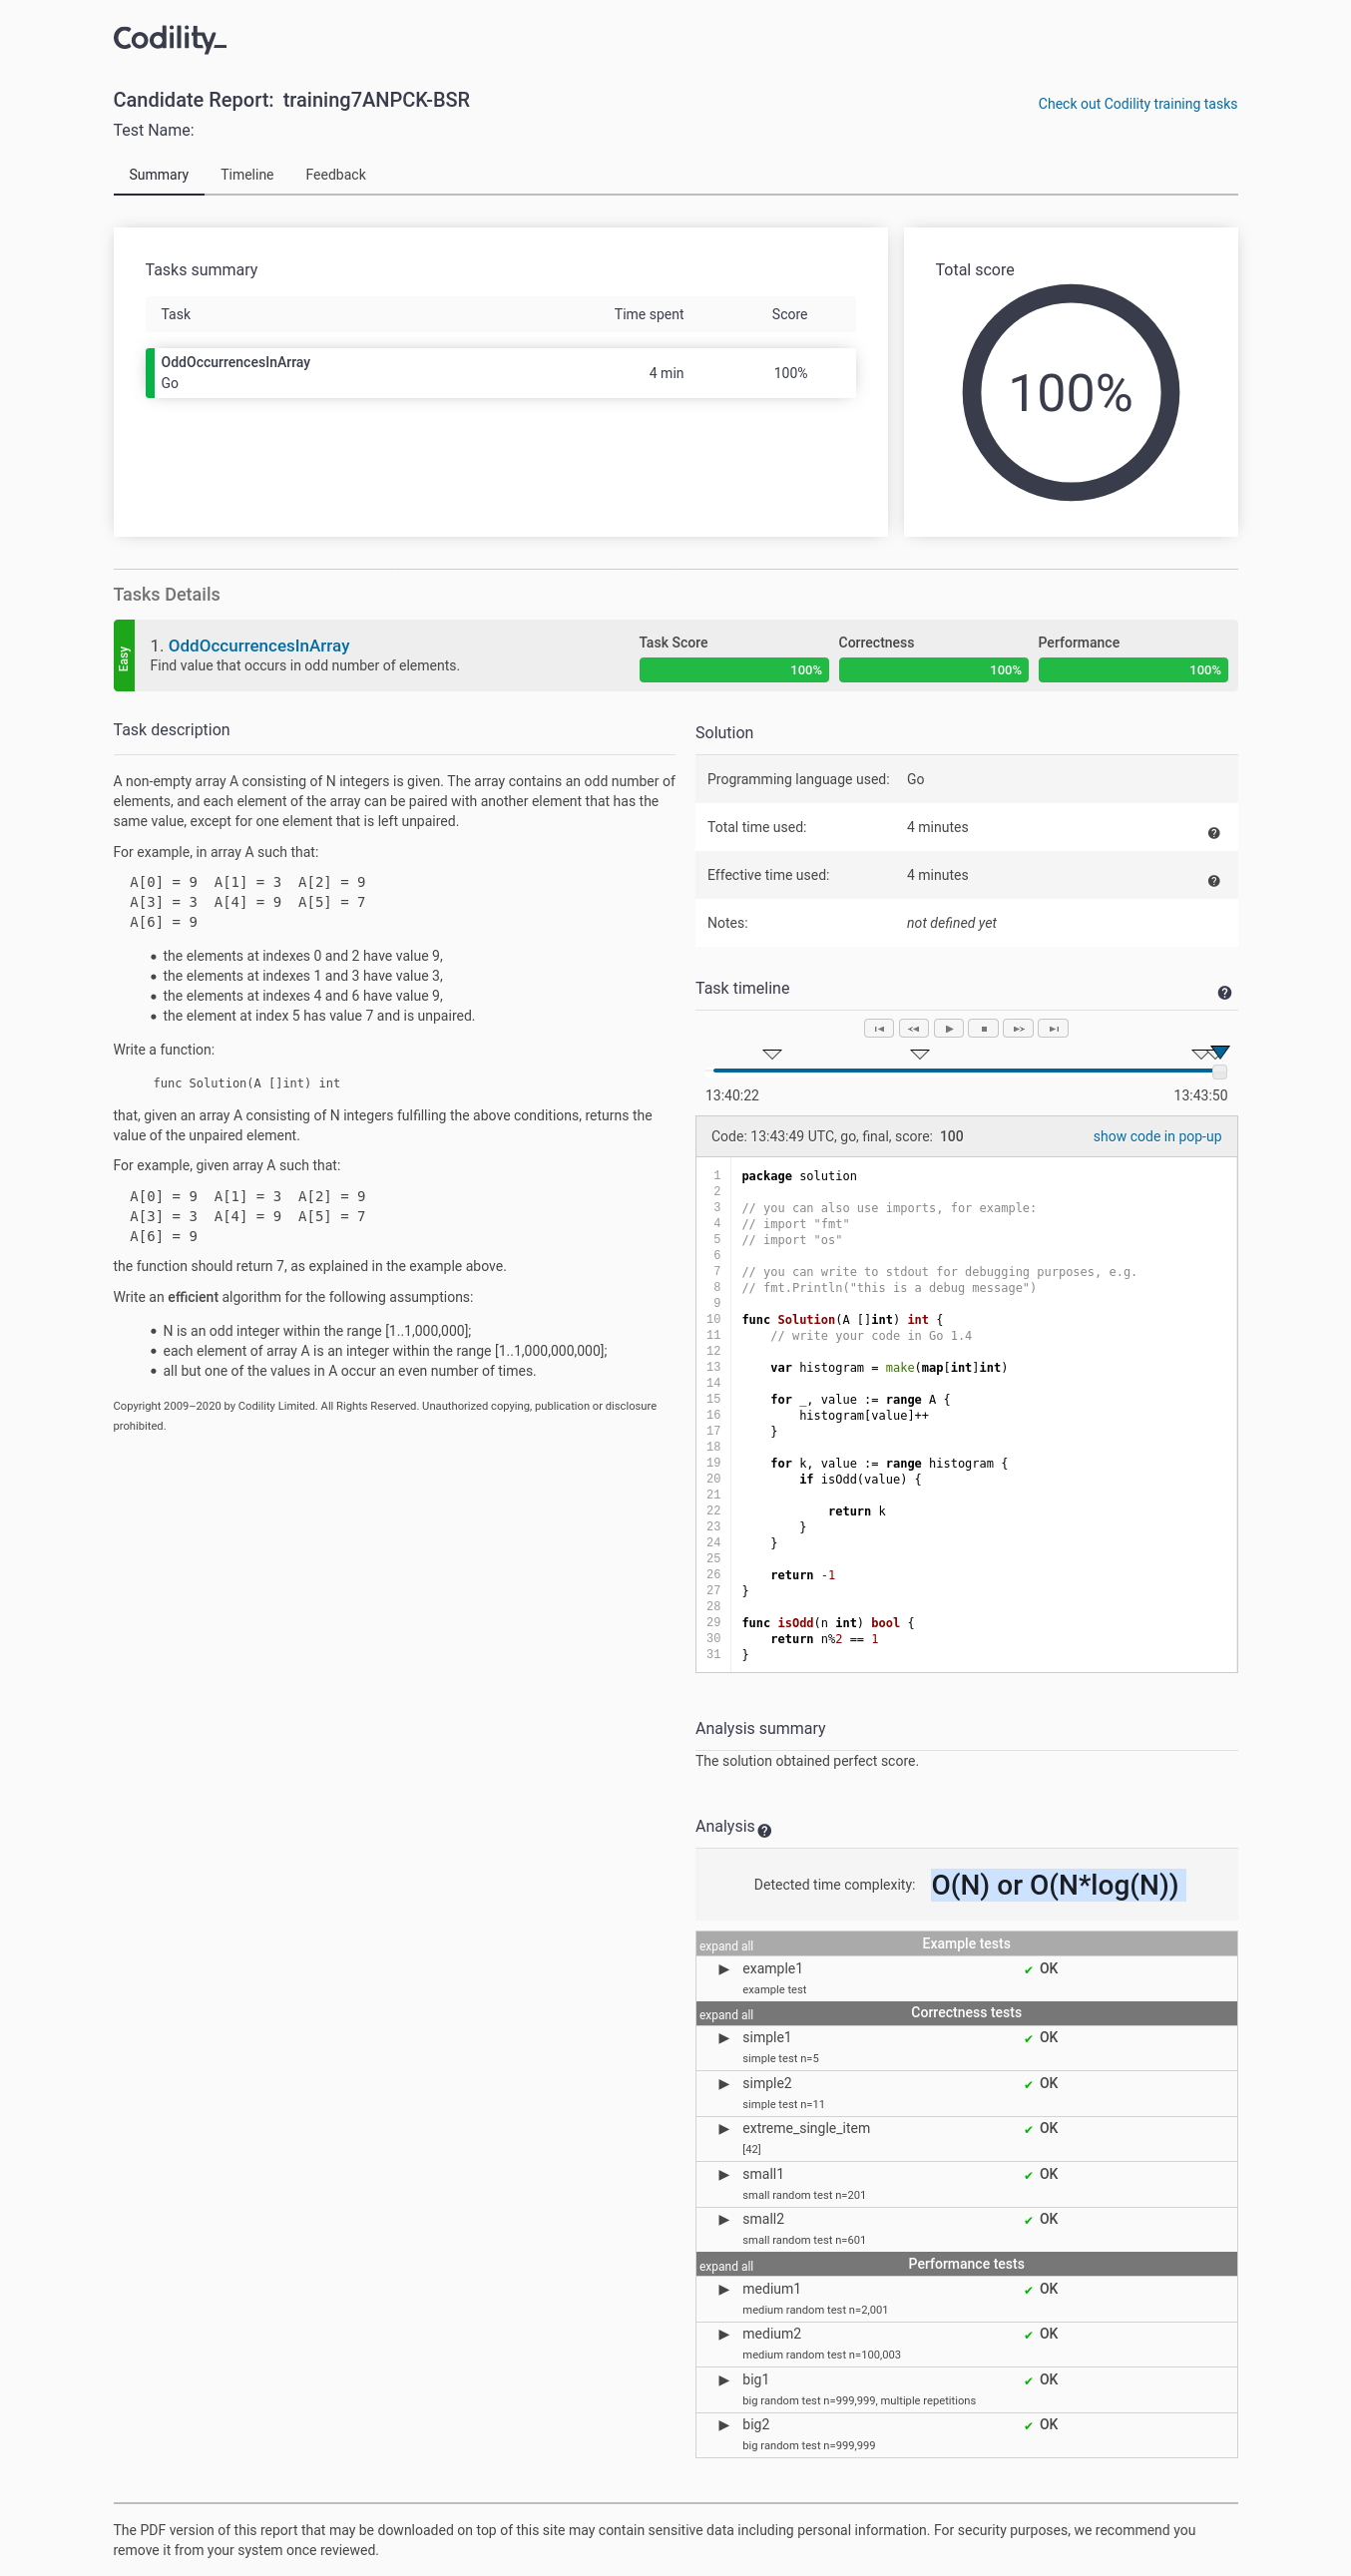 Codility_
Candidate Report: training7ANPCK-BSR
Check out Codility training tasks
Test Name:
Summary Timeline Feedback
Tasks summary
Task Time spent Score
OddOccurrencesInArray
Go
4 min 100%
Total score
100%
Tasks Details
Easy
1. OddOccurrencesInArray
Find value that occurs in odd number of elements.
Task Score Correctness Performance
100% 100% 100%
Task description
A non-empty array A consisting of N integers is given. The array contains an odd number of
elements, and each element of the array can be paired with another element that has the
same value, except for one element that is left unpaired.
For example, in array A such that:
A[0] = 9 A[1] = 3 A[2] = 9
A[3] = 3 A[4] = 9 A[5] = 7
A[6] = 9
• the elements at indexes 0 and 2 have value 9,
• the elements at indexes 1 and 3 have value 3,
• the elements at indexes 4 and 6 have value 9,
• the element at index 5 has value 7 and is unpaired.
Write a function:
func Solution(A []int) int
that, given an array A consisting of N integers fulfilling the above conditions, returns the
value of the unpaired element.
For example, given array A such that:
A[0] = 9 A[1] = 3 A[2] = 9
A[3] = 3 A[4] = 9 A[5] = 7
A[6] = 9
the function should return 7, as explained in the example above.
Write an efficient algorithm for the following assumptions:
• N is an odd integer within the range [1..1,000,000];
• each element of array A is an integer within the range [1..1,000,000,000];
• all but one of the values in A occur an even number of times.
Copyright 2009–2020 by Codility Limited. All Rights Reserved. Unauthorized copying, publication or disclosure
prohibited.
Solution
Programming language used: Go
Total time used: 4 minutes ?
Effective time used: 4 minutes ?
Notes: not defined yet
Task timeline ?
13:40:22 13:43:50
Code: 13:43:49 UTC, go, final, score: 100
show code in pop-up
1 package solution
2
3 // you can also use imports, for example:
4 // import "fmt"
5 // import "os"
6
7 // you can write to stdout for debugging purposes, e.g.
8 // fmt.Println("this is a debug message")
9
10 func Solution(A []int) int {
11     // write your code in Go 1.4
12
13     var histogram = make(map[int]int)
14
15     for _, value := range A {
16         histogram[value]++
17     }
18
19     for k, value := range histogram {
20         if isOdd(value) {
21
22             return k
23         }
24     }
25
26     return -1
27 }
28
29 func isOdd(n int) bool {
30     return n%2 == 1
31 }
Analysis summary
The solution obtained perfect score.
Analysis ?
Detected time complexity: O(N) or O(N*log(N))
expand all Example tests
▶ example1 ✔ OK
example test
expand all Correctness tests
▶ simple1 ✔ OK
simple test n=5
▶ simple2 ✔ OK
simple test n=11
▶ extreme_single_item ✔ OK
[42]
▶ small1 ✔ OK
small random test n=201
▶ small2 ✔ OK
small random test n=601
expand all Performance tests
▶ medium1 ✔ OK
medium random test n=2,001
▶ medium2 ✔ OK
medium random test n=100,003
▶ big1 ✔ OK
big random test n=999,999, multiple repetitions
▶ big2 ✔ OK
big random test n=999,999
The PDF version of this report that may be downloaded on top of this site may contain sensitive data including personal information. For security purposes, we recommend you
remove it from your system once reviewed.